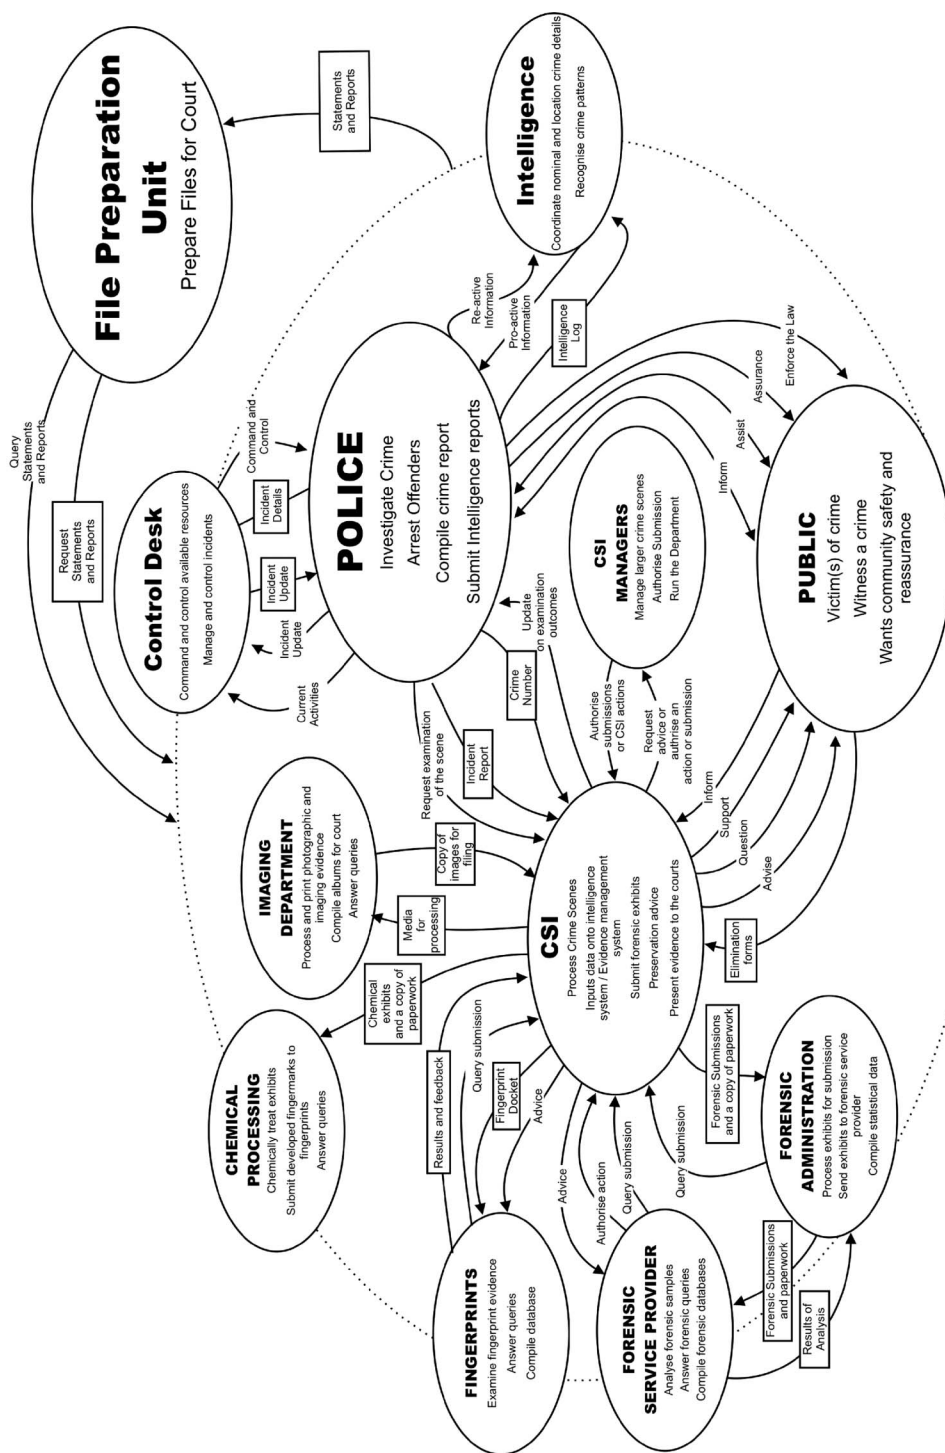 File Preparation
Unit
Prepare Files for Court
Statements
and Reports
Query
Statements
and Reports
Request
Statements
and Reports
Intelligence
Coordinate nominal and location crime details
Recognise crime patterns
Control Desk
Command and control available resources
Manage and control incidents
Command and
Control
Incident
Details
Incident
Update
Incident
Update
Current
Activities
POLICE
Investigate Crime
Arrest Offenders
Compile crime report
Submit Intelligence reports
Re-active
Information
Pro-active
Information
Intelligence
Log
Enforce the Law
Assurance
Assist
Inform
CSI
MANAGERS
Manage larger crime scenes
Authorise Submission
Run the Department
PUBLIC
Victim(s) of crime
Witness a crime
Wants community safety and
reassurance
Request examination
of the scene
Incident
Report
Crime
Number
Update
on examination
outcomes
Authorise
submissions
or CSI actions
Request
advice or
authrise an
action or submission
Inform
Support
Question
Advise
Elimination
forms
IMAGING
DEPARTMENT
Process and print photographic and
imaging evidence
Compile albums for court
Answer queries
Copy of
images for
filing
Media
for
processing
CSI
Process Crime Scenes
Inputs data onto intelligence
system / Evidence management
system
Submit forensic exhibits
Preservation advice
Present evidence to the courts
CHEMICAL
PROCESSING
Chemically treat exhibits
Submit developed fingermarks to
fingerprints
Answer queries
Chemical
exhibits
and a copy of
paperwork
Results and feedback
Query submission
Fingerprint
Docket
Advice
FINGERPRINTS
Examine fingerprint evidence
Answer queries
Compile database
Advice
Authorise action
Query submission
Query submission
Forensic Submissions
and a copy of paperwork
FORENSIC
SERVICE PROVIDER
Analyse forensic samples
Answer forensic queries
Compile forensic databases
FORENSIC
ADMINISTRATION
Process exhibits for submission
Send exhibits to forensic service
provider
Compile statistical data
Forensic Submissions
and paperwork
Results of
Analysis